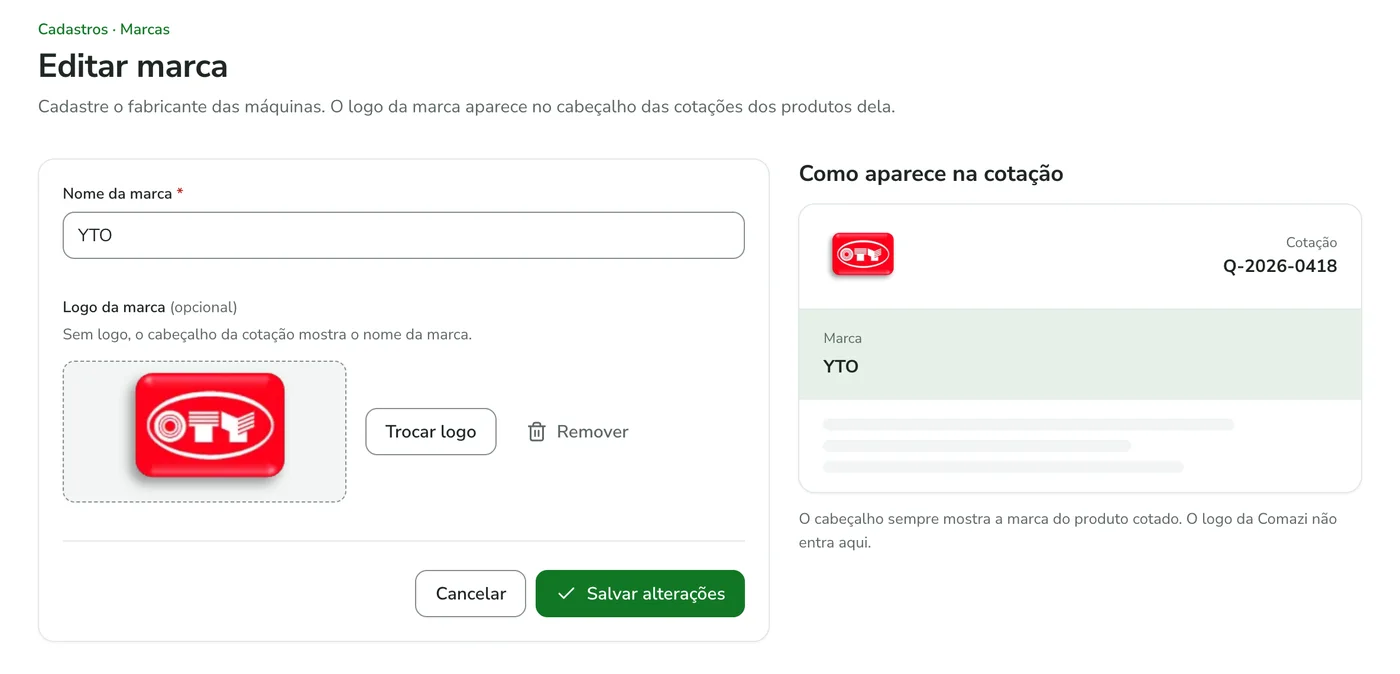 Cadastros · Marcas
Editar marca
Cadastre o fabricante das máquinas. O logo da marca aparece no cabeçalho das cotações dos produtos dela.
Nome da marca *
YTO
Logo da marca (opcional)
Sem logo, o cabeçalho da cotação mostra o nome da marca.
OTY
Trocar logo
Remover
Cancelar
Salvar alterações
Como aparece na cotação
OTY
Cotação
Q-2026-0418
Marca
YTO
O cabeçalho sempre mostra a marca do produto cotado. O logo da Comazi não
entra aqui.